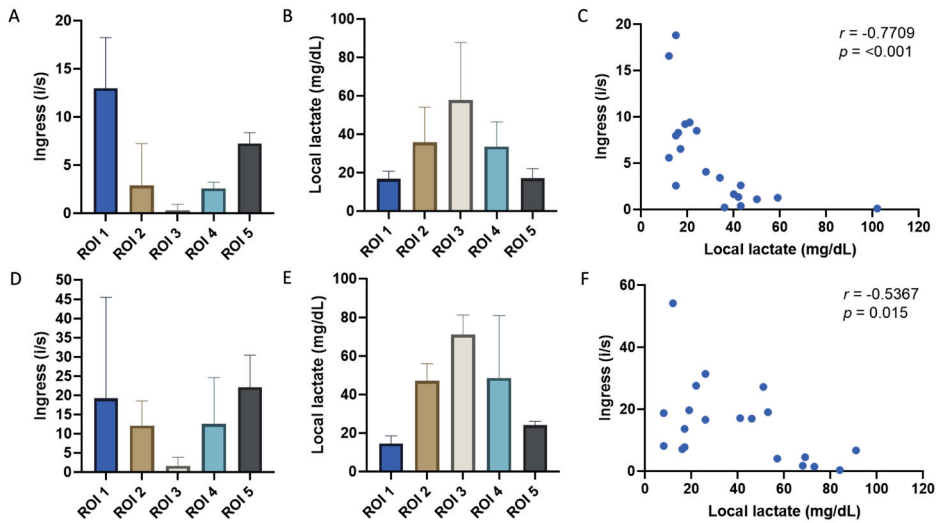 A
Ingress (i/s)
20
15
10
5
0
ROI 1
ROI 2
ROI 3
ROI 4
ROI 5
B
Local lactate (mg/dL)
100
80
60
40
20
0
ROI 1
ROI 2
ROI 3
ROI 4
ROI 5
C
r = -0.7709
p = <0.001
Ingress (i/s)
20
15
10
5
0
0
20
40
60
80
100
120
Local lactate (mg/dL)
D
Ingress (i/s)
50
45
40
35
30
25
20
15
10
5
0
ROI 1
ROI 2
ROI 3
ROI 4
ROI 5
E
Local lactate (mg/dL)
100
80
60
40
20
0
ROI 1
ROI 2
ROI 3
ROI 4
ROI 5
F
r = -0.5367
p = 0.015
Ingress (i/s)
60
40
20
0
0
20
40
60
80
100
120
Local lactate (mg/dL)